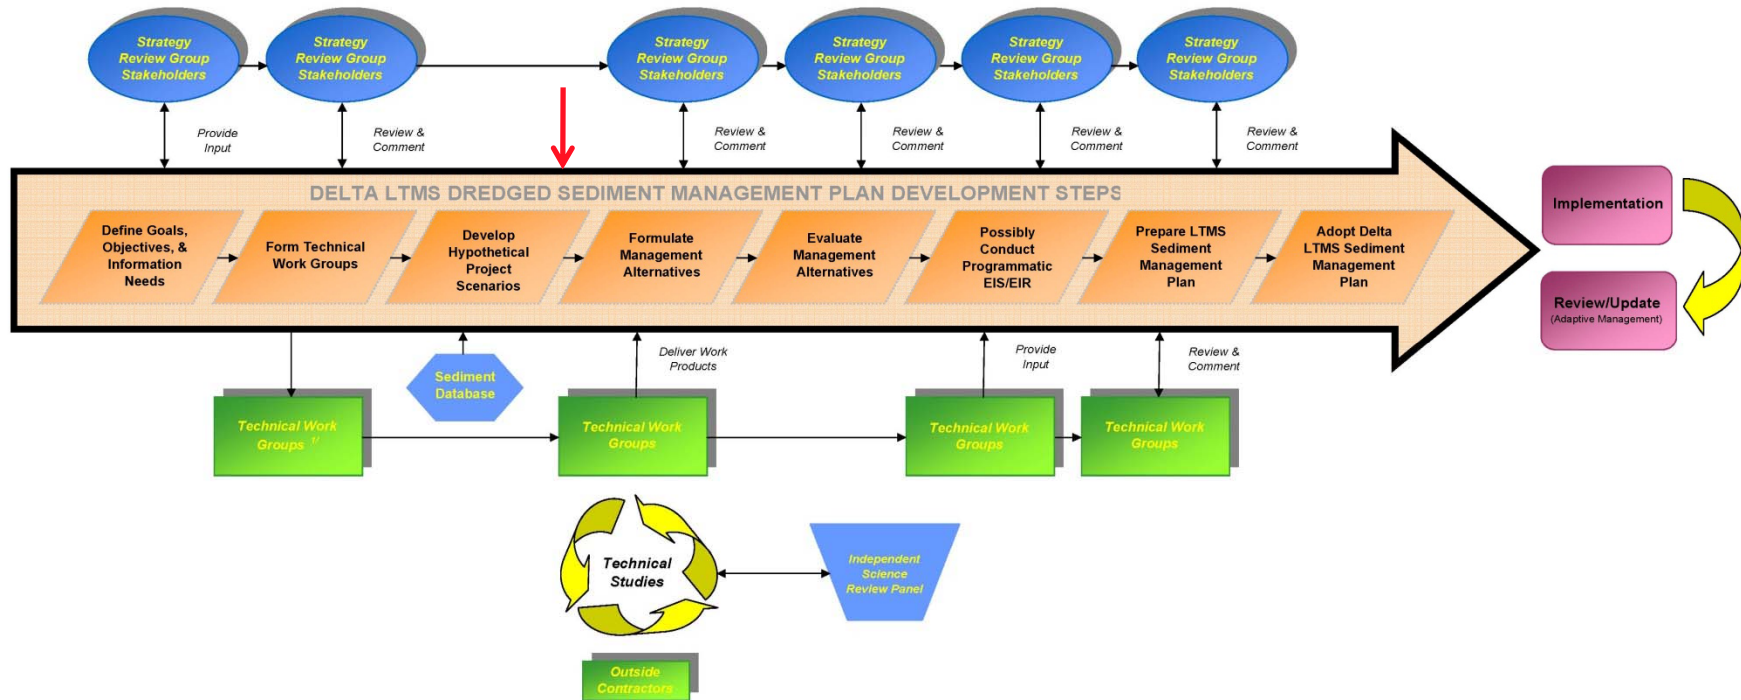 Strategy
Review Group
Stakeholders
Strategy
Review Group
Stakeholders
Strategy
Review Group
Stakeholders
Strategy
Review Group
Stakeholders
Strategy
Review Group
Stakeholders
Strategy
Review Group
Stakeholders
Provide
Input
Review &
Comment
Review &
Comment
Review &
Comment
Review &
Comment
Review &
Comment
DELTA LTMS DREDGED SEDIMENT MANAGEMENT PLAN DEVELOPMENT STEPS
Define Goals,
Objectives, &
Information
Needs
Form Technical
Work Groups
Develop
Hypothetical
Project
Scenarios
Formulate
Management
Alternatives
Evaluate
Management
Alternatives
Possibly
Conduct
Programmatic
EIS/EIR
Prepare LTMS
Sediment
Management
Plan
Adopt Delta
LTMS Sediment
Management
Plan
Implementation
Review/Update
(Adaptive Management)
Sediment
Database
Deliver Work
Products
Provide
Input
Review &
Comment
Technical Work
Groups 1/
Technical Work
Groups
Technical Work
Groups
Technical Work
Groups
Technical
Studies
Independent
Science
Review Panel
Outside
Contractors